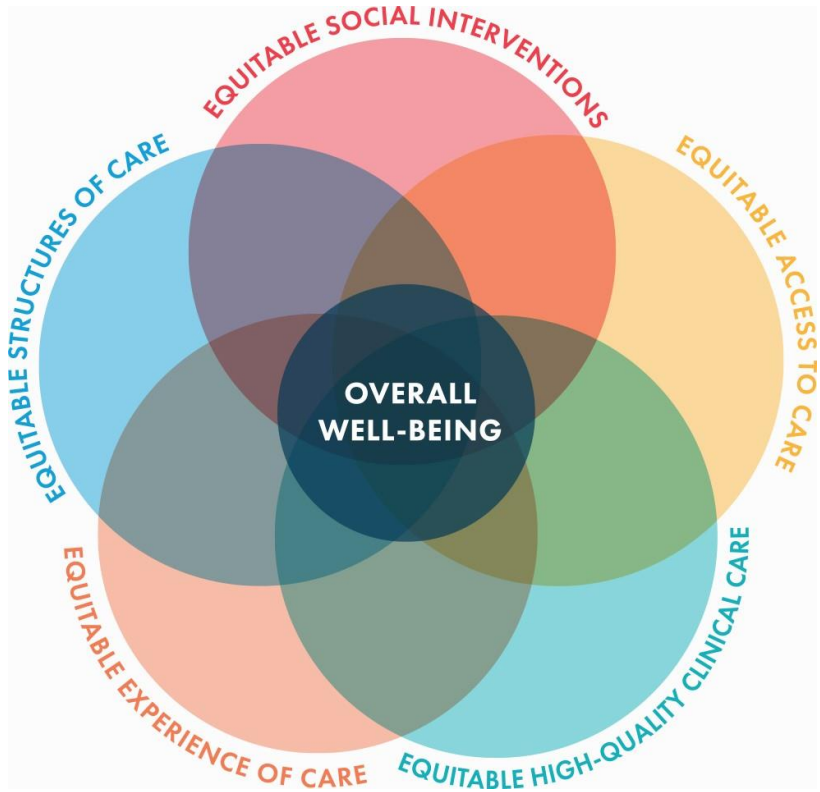 EQUITABLE SOCIAL INTERVENTIONS
EQUITABLE ACCESS TO CARE
EQUITABLE HIGH-QUALITY CLINICAL CARE
EQUITABLE EXPERIENCE OF CARE
EQUITABLE STRUCTURES OF CARE
OVERALL
WELL-BEING